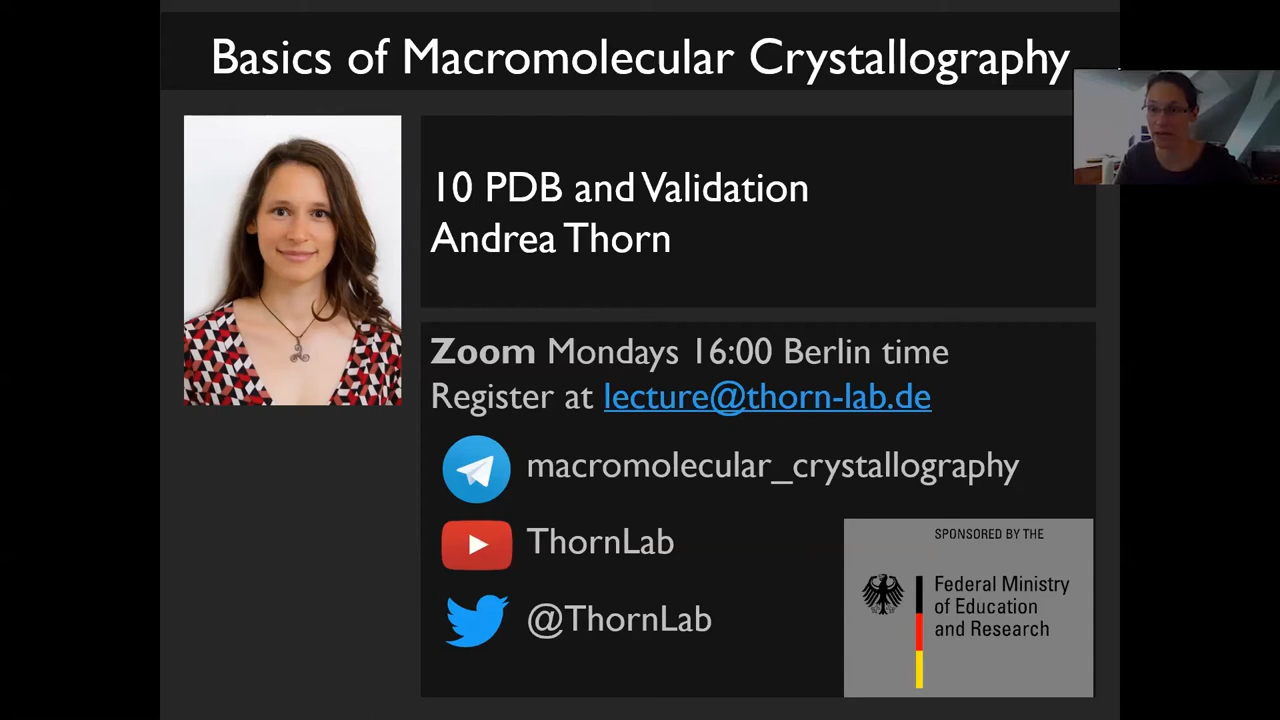 Basics of Macromolecular Crystallography
10 PDB and Validation
Andrea Thorn
Zoom Mondays 16:00 Berlin time
Register at lecture@thorn-lab.de
macromolecular_crystallography
ThornLab
@ThornLab
SPONSORED BY THE
Federal Ministry
of Education
and Research